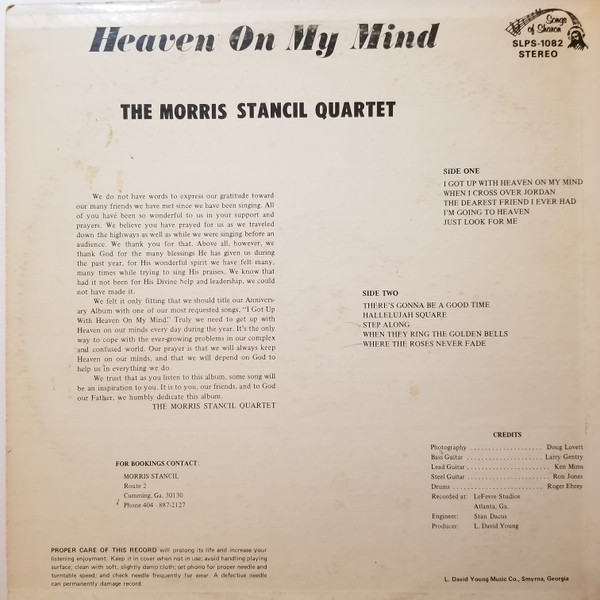 Heaven On My Mind
Songs
of Sharon
SLPS-1082
STEREO
THE MORRIS STANCIL QUARTET
We do not have words to express our gratitude toward
our many friends we have met since we have been singing. All
of you have been so wonderful to us in your support and
prayers. We believe you have prayed for us as we traveled
down the highways as well as while we were singing before an
audience. We thank you for that. Above all, however, we
thank God for the many blessings He has given us during
the past year, for His wonderful spirit we have felt many,
many times while trying to sing His praises. We know that
had it not been for His Divine help and leadership, we could
not have made it.
We felt it only fitting that we should title our Annivers-
ary Album with one of our most requested songs, "I Got Up
With Heaven On My Mind." Truly we need to get up with
Heaven on our minds every day during the year. It's the only
way to cope with the ever-growing problems in our complex
and confused world. Our prayer is that we will always keep
Heaven on our minds, and that we will depend on God to
help us in everything we do.
We trust that as you listen to this album, some song will
be an inspiration to you. It is to you, our friends, and to God
our Father, we humbly dedicate this album.
THE MORRIS STANCIL QUARTET
SIDE ONE
I GOT UP WITH HEAVEN ON MY MIND
WHEN I CROSS OVER JORDAN
THE DEAREST FRIEND I EVER HAD
I'M GOING TO HEAVEN
JUST LOOK FOR ME
SIDE TWO
THERE'S GONNA BE A GOOD TIME
HALLELUJAH SQUARE
STEP ALONG
WHEN THEY RING THE GOLDEN BELLS
WHERE THE ROSES NEVER FADE
FOR BOOKINGS CONTACT:
MORRIS STANCIL
Route 2
Cumming, Ga. 30130
Phone 404 - 887-2127
CREDITS
Photography ...................... Doug Lovett
Bass Guitar ...................... Larry Gentry
Lead Guitar ...................... Ken Mims
Steel Guitar ...................... Ron Jones
Drums ...................... Roger Ehrey
Recorded at: LeFevre Studios
Atlanta, Ga.
Engineer: Stan Dacus
Producer: L. David Young
PROPER CARE OF THIS RECORD will prolong its life and increase your
listening enjoyment. Keep it in cover when not in use; avoid handling playing
surface; clean with soft, slightly damp cloth; set phono for proper needle and
turntable speed; and check needle frequently for wear. A defective needle
can permanently damage record.
L. David Young Music Co., Smyrna, Georgia